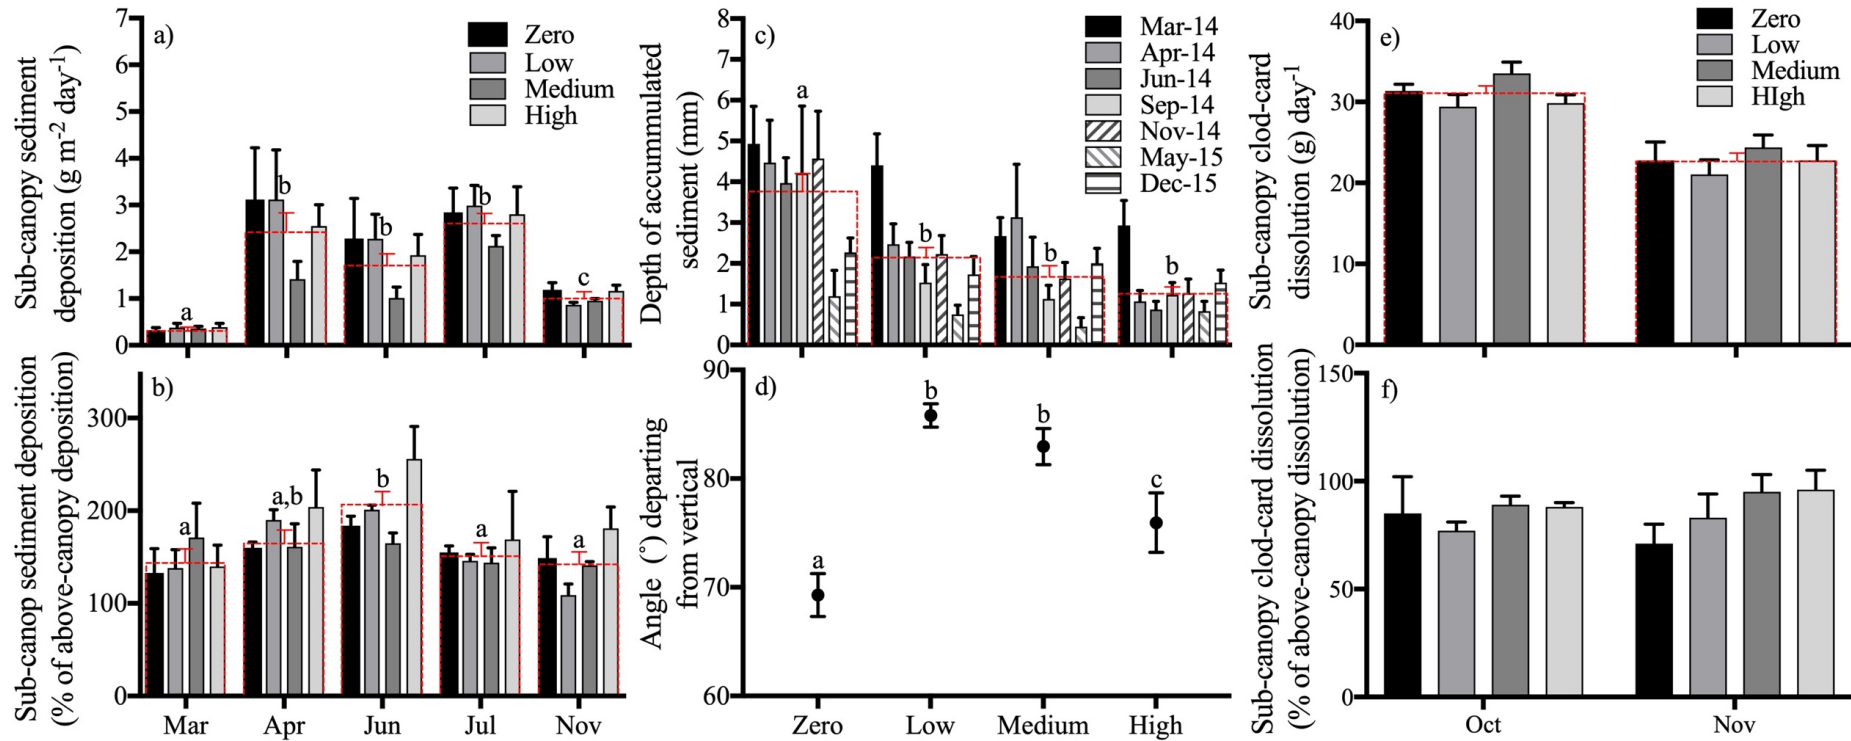 a)
Sub-canopy sediment
deposition (g m-2 day-1)
7
6
5
4
3
2
1
0
Zero
Low
Medium
High
a
b
b
b
c
b)
Sub-canop sediment deposition
(% of above-canopy deposition)
300
200
100
0
a
a,b
b
a
a
Mar
Apr
Jun
Jul
Nov
c)
Depth of accumulated
sediment (mm)
8
7
6
5
4
3
2
1
0
Mar-14
Apr-14
Jun-14
Sep-14
Nov-14
May-15
Dec-15
a
b
b
b
d)
Angle (°) departing
from vertical
90
80
70
60
a
b
b
c
Zero
Low
Medium
High
e)
Sub-canopy clod-card
dissolution (g) day-1
40
30
20
10
0
Zero
Low
Medium
HIgh
f)
Sub-canopy clod-card dissolution
(% of above-canopy dissolution)
150
100
50
0
Oct
Nov